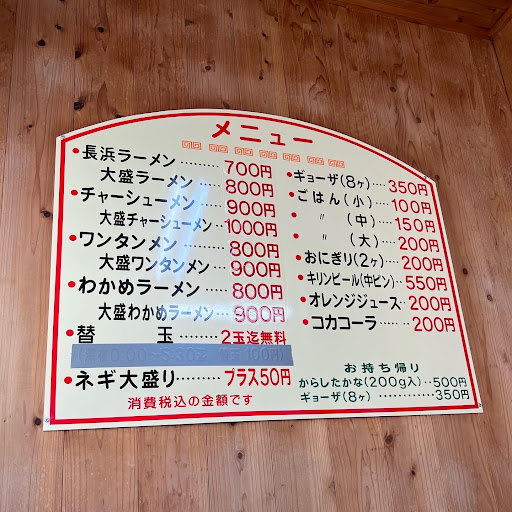 メニュー
•長浜ラーメン………700円
大盛ラーメン……800円
•チャーシューメン……900円
大盛チャーシューメン…1000円
•ワンタンメン………800円
大盛ワンタンメン…900円
•わかめラーメン……800円
大盛わかめラーメン…900円
•替　玉………2玉迄無料
•ネギ大盛り………プラス50円
消費税込の金額です
•ギョーザ(8ヶ)…350円
•ごはん(小)…100円
〃(中)…150円
〃(大)…200円
•おにぎり(2ヶ)…200円
•キリンビール(中ビン)…550円
•オレンジジュース…200円
•コカコーラ……200円
お持ち帰り
からしたかな(200g入)‥500円
ギョーザ(8ヶ)…………350円